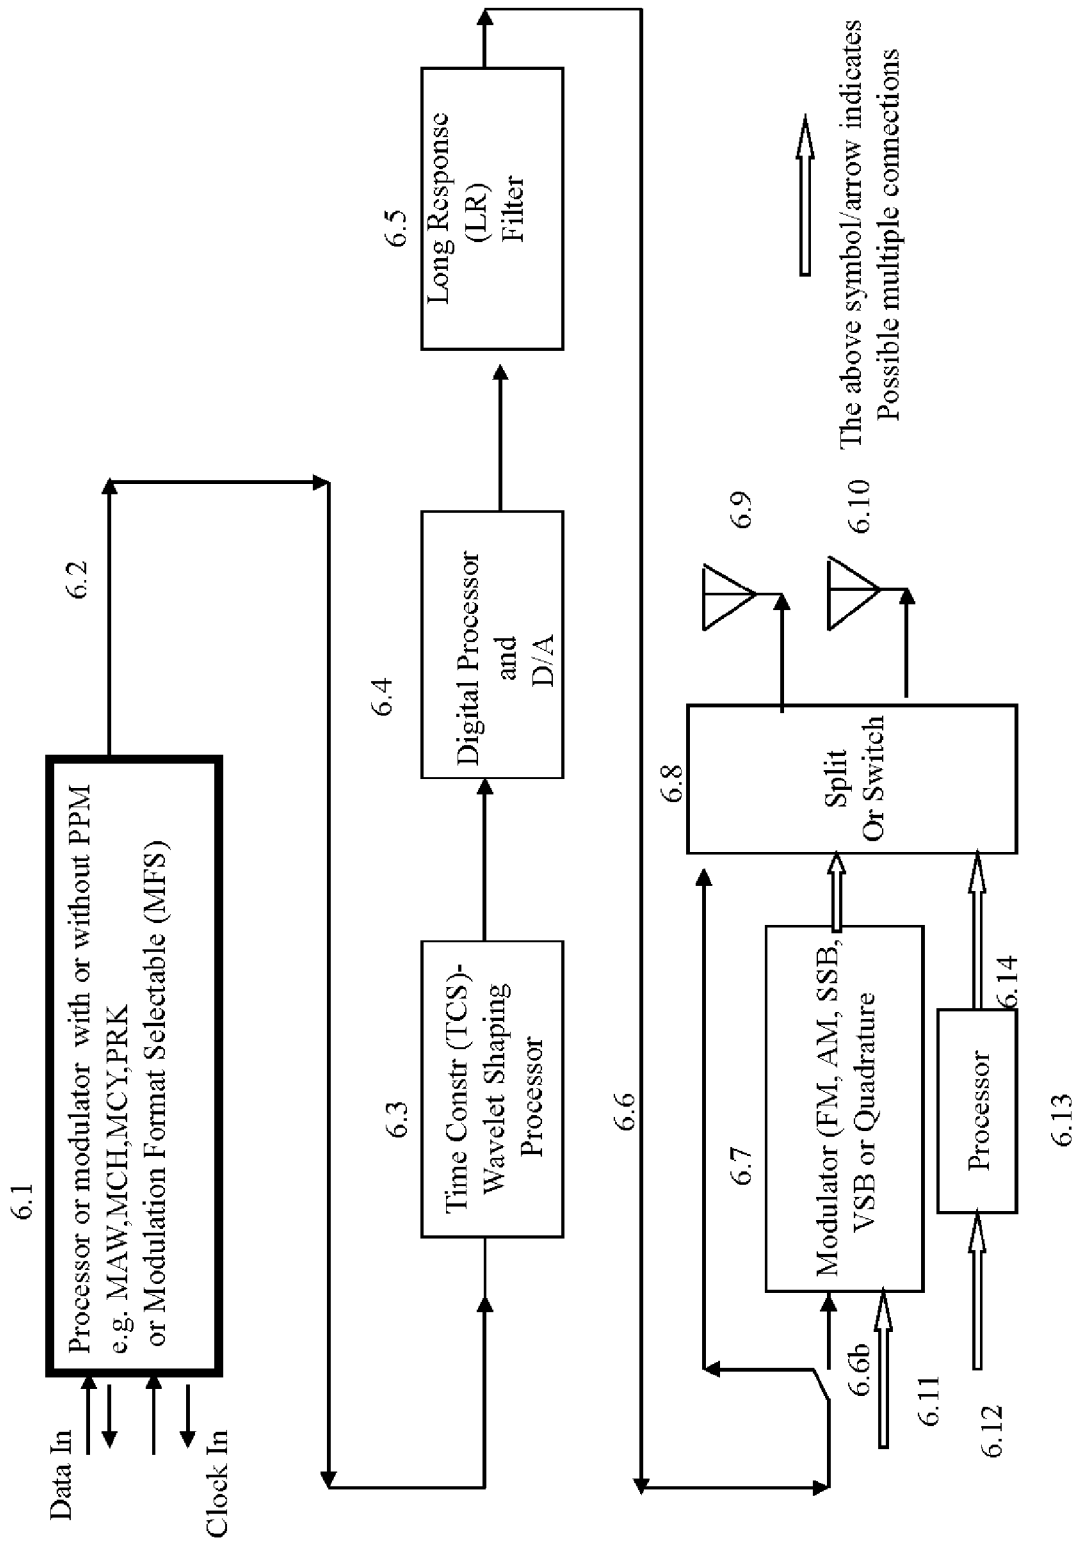 6.1
Data In
Clock In
Processor or modulator with or without PPM
e.g. MAW,MCH,MCY,PRK
or Modulation Format Selectable (MFS)
6.2
6.3
Time Constr (TCS)-
Wavelet Shaping
Processor
6.4
Digital Processor
and
D/A
6.5
Long Response
(LR)
Filter
6.6
6.7
Modulator (FM, AM, SSB,
VSB or Quadrature
6.6b
6.11
6.12
Processor
6.13
6.14
6.8
Split
Or Switch
6.9
6.10
The above symbol/arrow indicates
Possible multiple connections